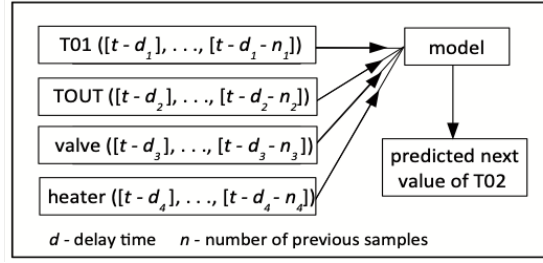 T01 ([t - d₁], . . ., [t - d₁ - n₁])
model
TOUT ([t - d₂], . . ., [t - d₂ - n₂])
valve ([t - d₃], . . ., [t - d₃ - n₃])
predicted next
value of T02
heater ([t - d₄], . . ., [t - d₄ - n₄])
d - delay time n - number of previous samples